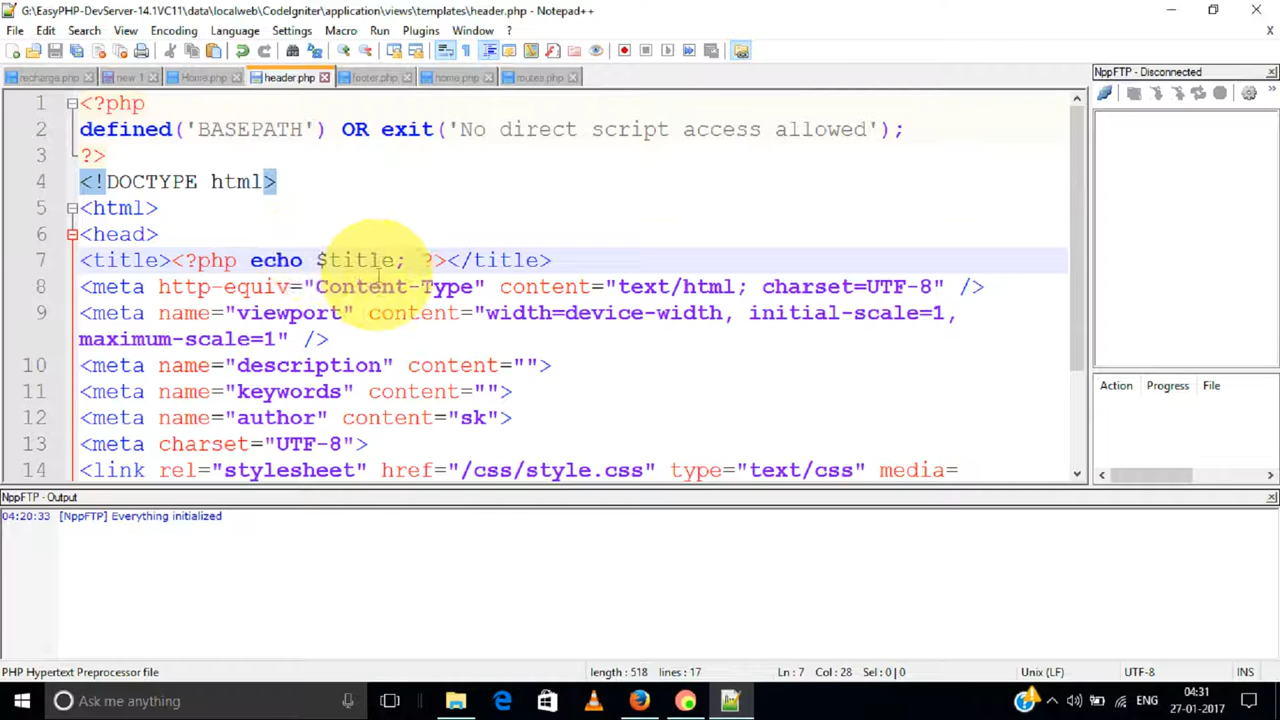 G:\EasyPHP-DevServer-14.1VC11\data\localweb\CodeIgniter\application\views\templates\header.php - Notepad++
File Edit Search View Encoding Language Settings Macro Run Plugins Window ? X
recharge.php new 1 Home.php header.php footer.php home.php routes.php
NppFTP - Disconnected
1 <?php
2 defined('BASEPATH') OR exit('No direct script access allowed');
3 ?>
4 <!DOCTYPE html>
5 <html>
6 <head>
7 <title><?php echo $title; ?></title>
8 <meta http-equiv="Content-Type" content="text/html; charset=UTF-8" />
9 <meta name="viewport" content="width=device-width, initial-scale=1,
maximum-scale=1" />
10 <meta name="description" content="">
11 <meta name="keywords" content="">
12 <meta name="author" content="sk">
13 <meta charset="UTF-8">
14 <link rel="stylesheet" href="/css/style.css" type="text/css" media=
Action Progress File
NppFTP - Output
04:20:33 [NppFTP] Everything initialized
PHP Hypertext Preprocessor file length : 518 lines : 17 Ln : 7 Col : 28 Sel : 0 | 0 Unix (LF) UTF-8 INS
Ask me anything
ENG
04:31
27-01-2017